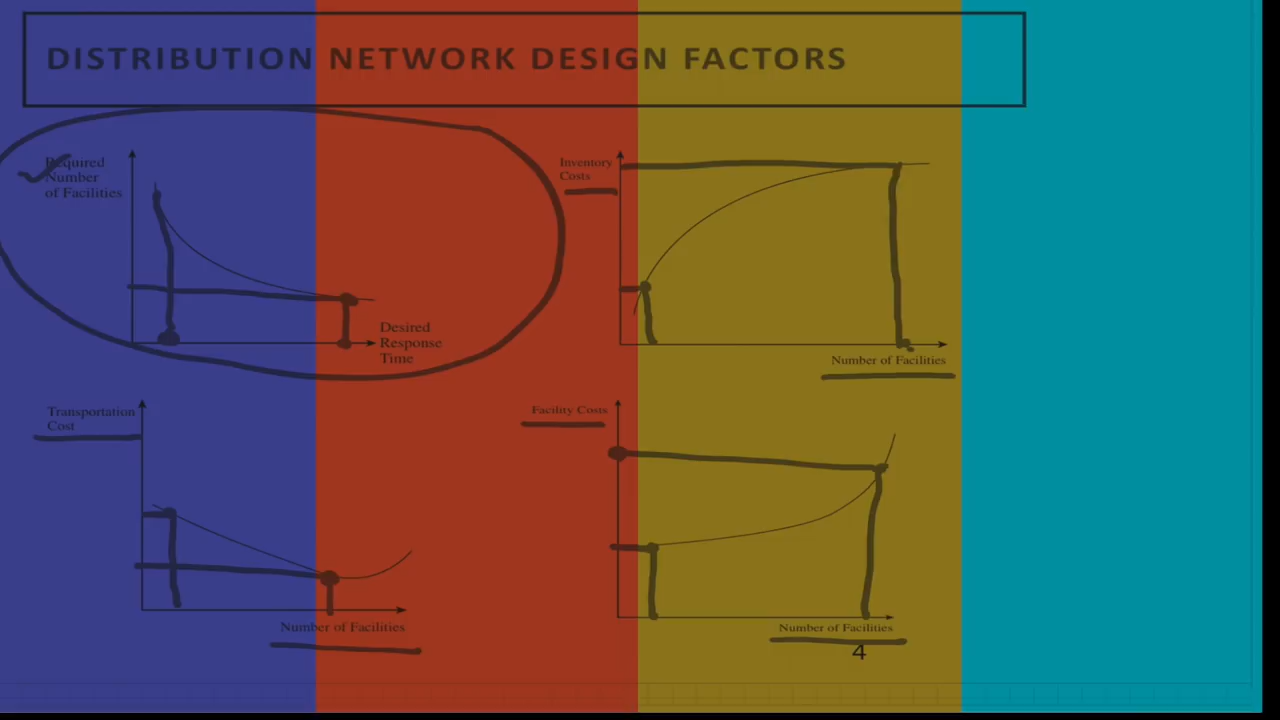 DISTRIBUTION NETWORK DESIGN FACTORS
Required
Number
of Facilities
Desired
Response
Time
Inventory
Costs
Number of Facilities
Transportation
Cost
Number of Facilities
Facility Costs
Number of Facilities
4